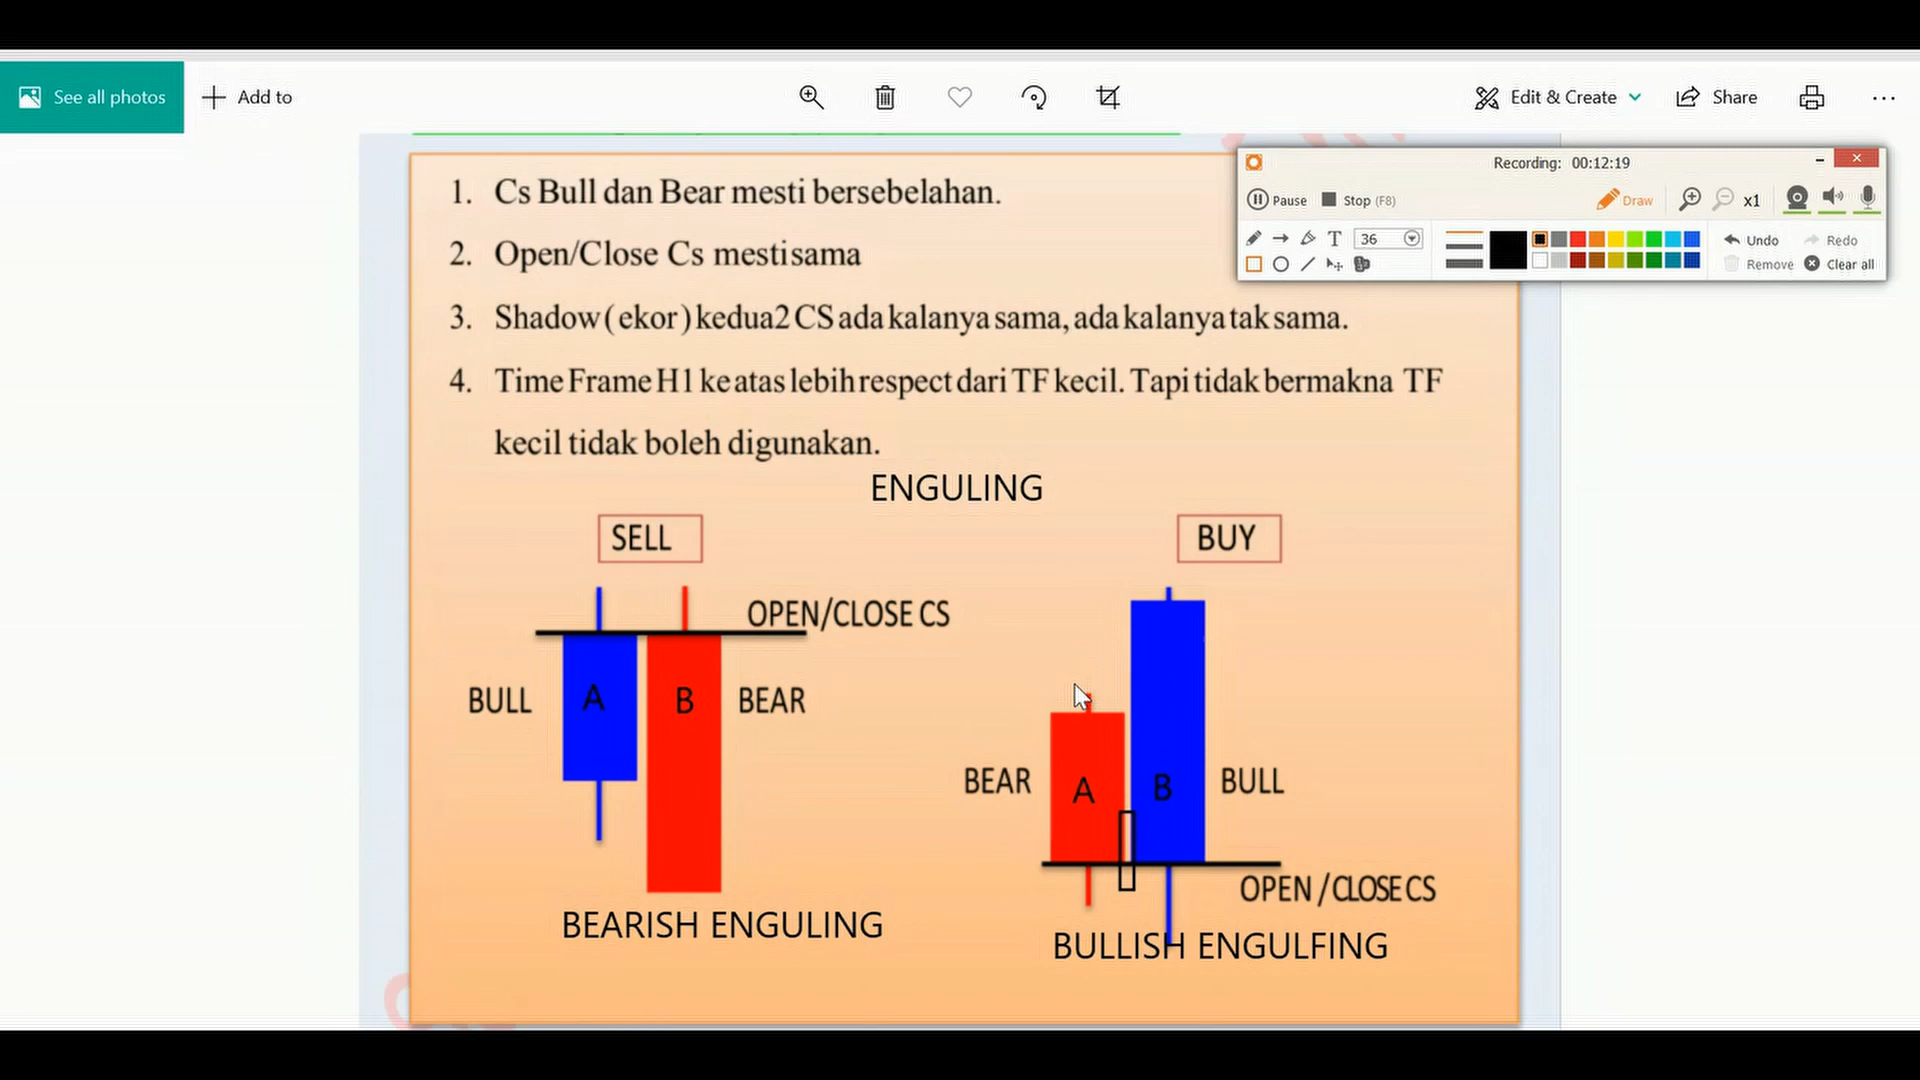 See all photos
Add to
Edit & Create
Share
Recording: 00:12:19
Pause
Stop (F8)
Draw
x1
T
36
Undo
Redo
Remove
Clear all
1. Cs Bull dan Bear mesti bersebelahan.
2. Open/Close Cs mesti sama
3. Shadow ( ekor ) kedua2 CS ada kalanya sama, ada kalanya tak sama.
4. Time Frame H1 ke atas lebih respect dari TF kecil. Tapi tidak bermakna TF
kecil tidak boleh digunakan.
ENGULING
SELL
BUY
OPEN/CLOSE CS
BULL
A
B
BEAR
BEAR
A
B
BULL
OPEN /CLOSE CS
BEARISH ENGULING
BULLISH ENGULFING